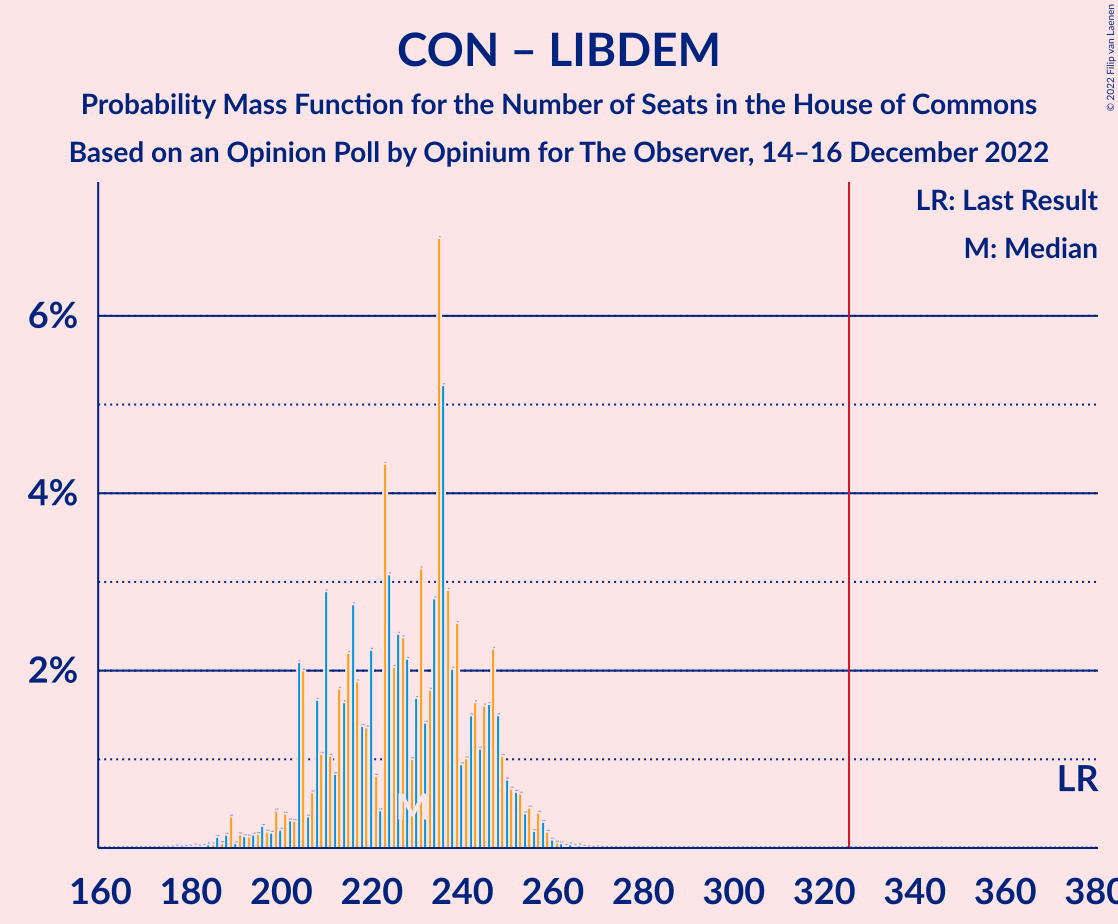 CON – LIBDEM
Probability Mass Function for the Number of Seats in the House of Commons
Based on an Opinion Poll by Opinium for The Observer, 14–16 December 2022
© 2022 Filip van Laenen
LR: Last Result
M: Median
6%
4%
2%
M
LR
160 180 200 220 240 260 280 300 320 340 360 380